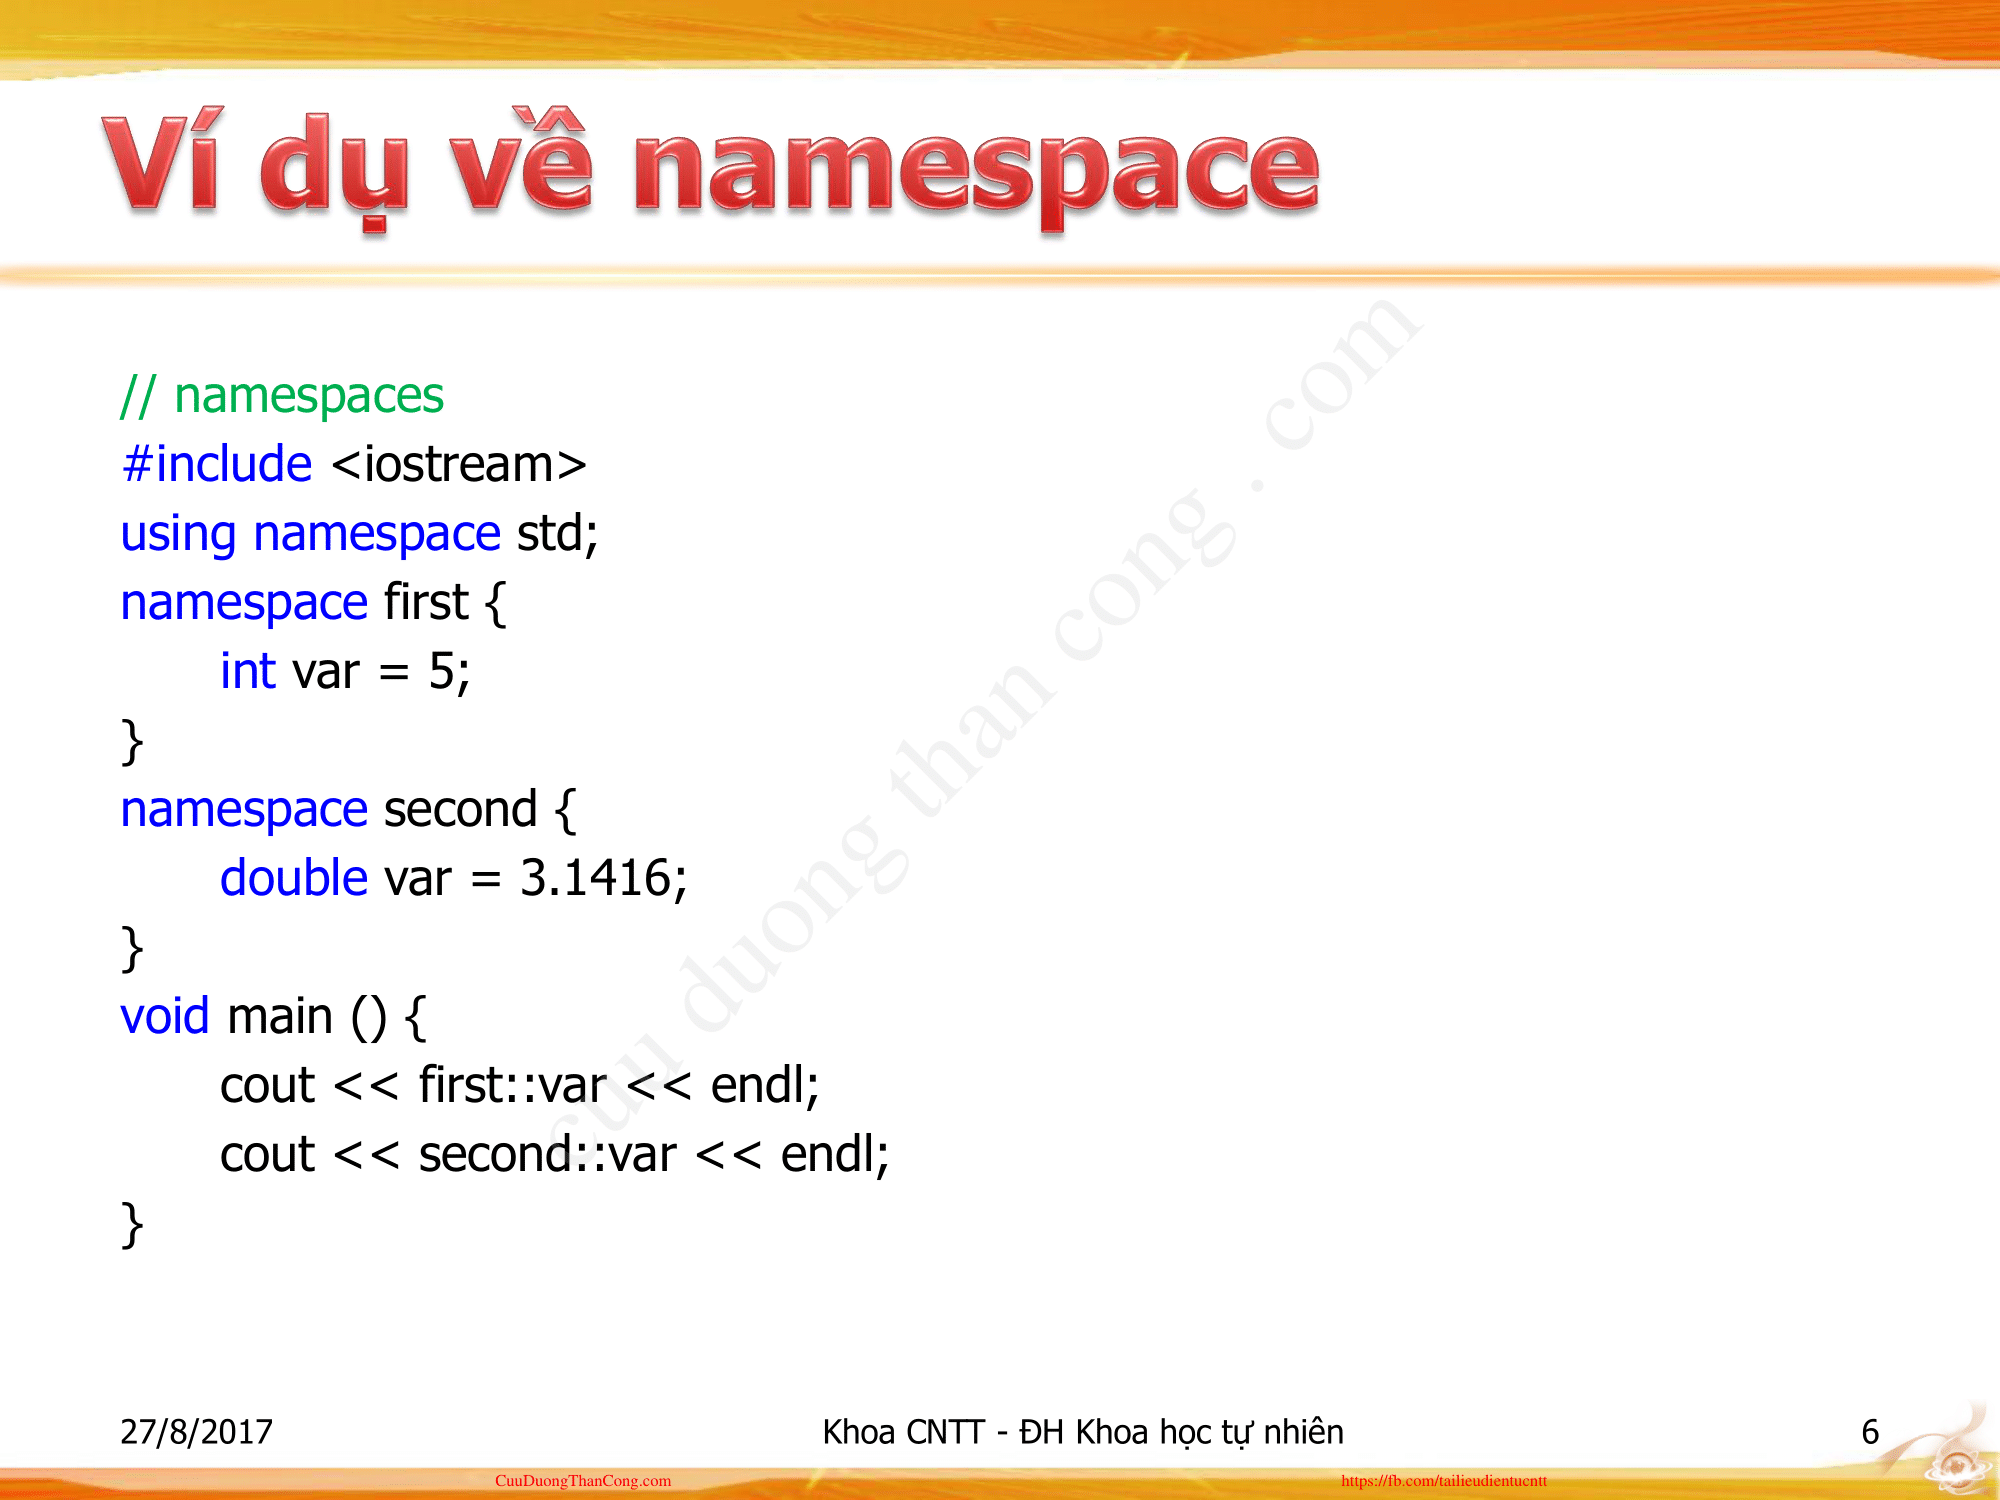 Ví dụ về namespace
// namespaces
#include <iostream>
using namespace std;
namespace first {
int var = 5;
}
namespace second {
double var = 3.1416;
}
void main () {
cout << first::var << endl;
cout << second::var << endl;
}
cuu duong than cong . com
27/8/2017
Khoa CNTT - ĐH Khoa học tự nhiên
6
CuuDuongThanCong.com
https://fb.com/tailieudientucntt